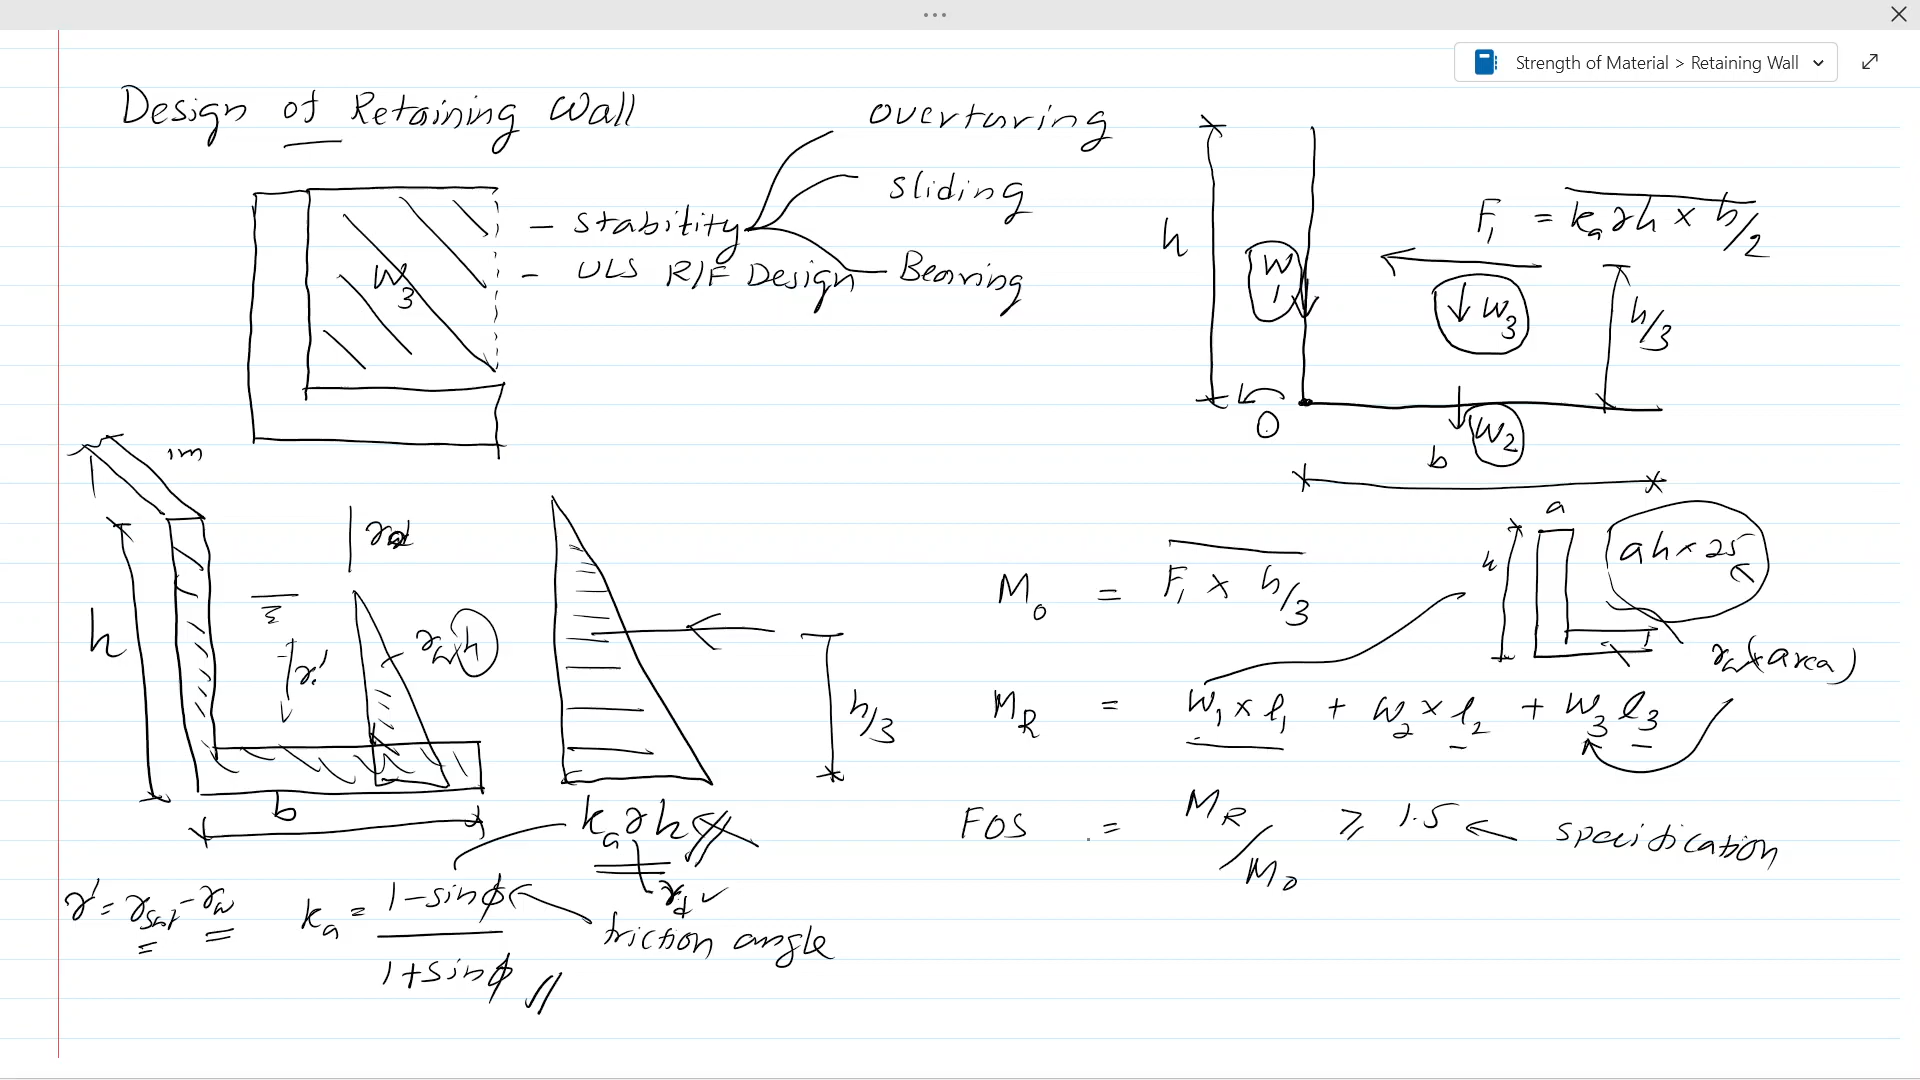 Strength of Material > Retaining Wall
Design of Retaining Wall
overturing
sliding
- stability
- ULS R/F Design
Bearing
W3
h
W1
F1 = kaγh × h/2
↓ W3
h/3
O
W2
b
1m
h
γ'
γwh
b
h/3
kaγh
γd
γ' = γsat - γw
ka = 1-sinϕ
1+sinϕ
friction angle
a
h
ah × 25
γ (× area)
Mo = F1 × h/3
MR = W1 × l1 + W2 × l2 + W3 l3
FOS = MR/Mo ≥ 1.5 ← specification